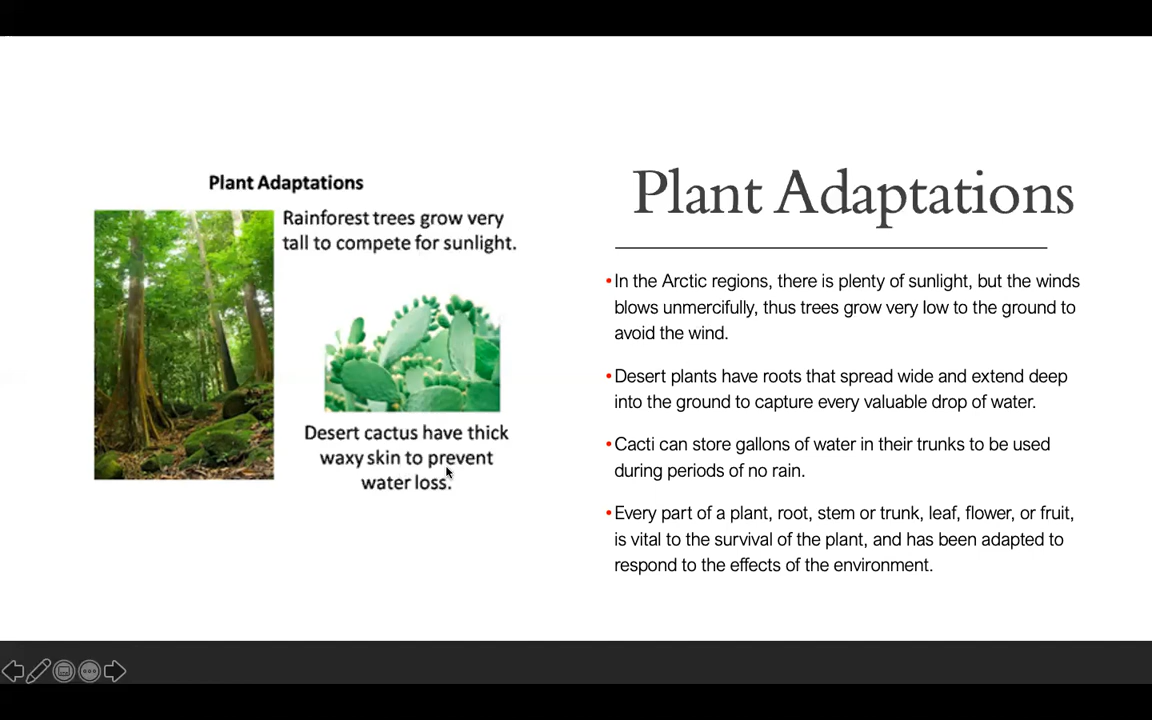 Plant Adaptations
Rainforest trees grow very
tall to compete for sunlight.
Desert cactus have thick
waxy skin to prevent
water loss.
Plant Adaptations
•In the Arctic regions, there is plenty of sunlight, but the winds
blows unmercifully, thus trees grow very low to the ground to
avoid the wind.
•Desert plants have roots that spread wide and extend deep
into the ground to capture every valuable drop of water.
•Cacti can store gallons of water in their trunks to be used
during periods of no rain.
•Every part of a plant, root, stem or trunk, leaf, flower, or fruit,
is vital to the survival of the plant, and has been adapted to
respond to the effects of the environment.